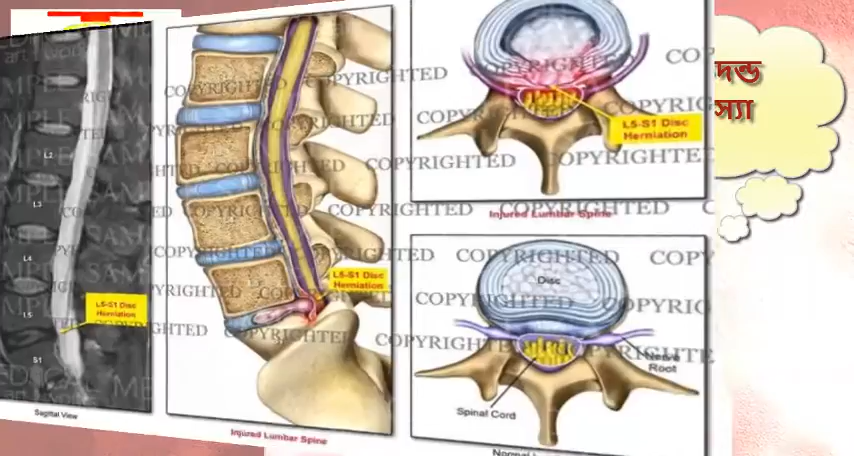 L2
L3
L4
L5
S1
L5-S1 Disc
Herniation
Sagittal View
L5-S1 Disc
Herniation
Injured Lumbar Spine
L5-S1 Disc
Herniation
Injured Lumbar Spine
Disc
Nerve
Root
Spinal Cord
COPYRIGHTED
COPYRIGHTED
COPYRIGHTED
COPYRIGHTED
COPYRIGHTED
COPYRIGHTED
COPYRIGHTED
দন্ড
স্যা